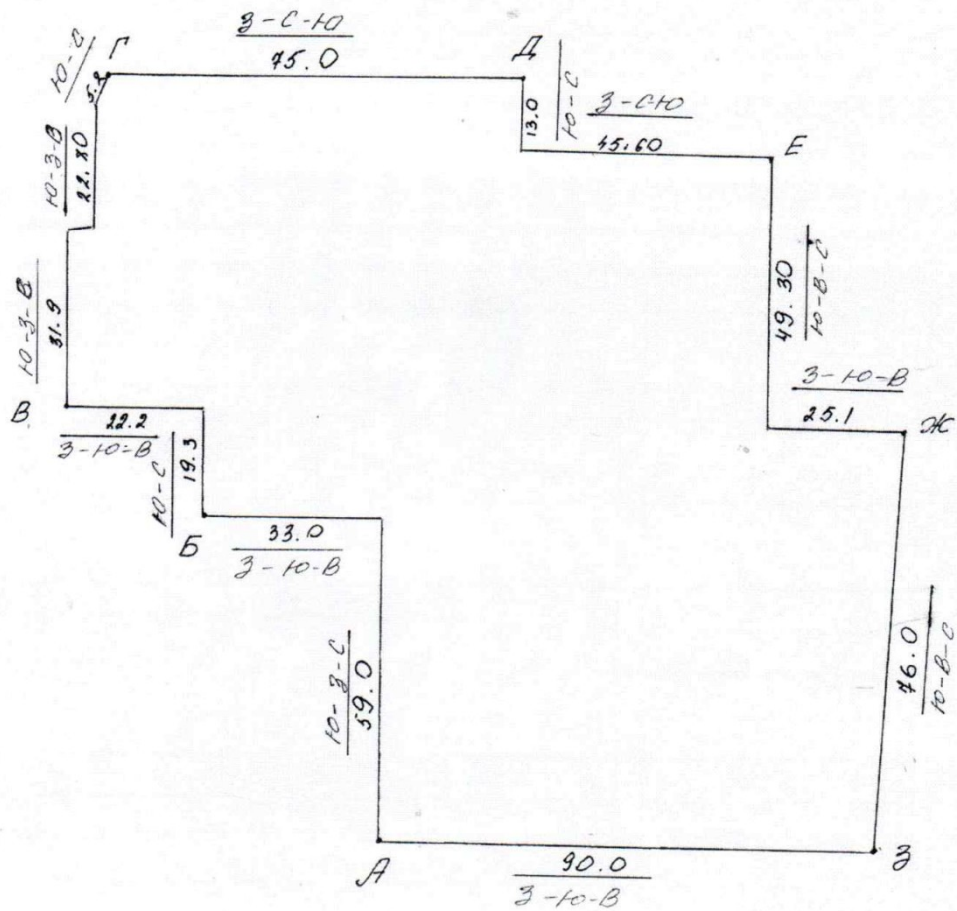 З-С-Ю
75.0
Ю-С
Г
5.2
Д
13.0
Ю-С
З-С-Ю
45.60
Е
Ю-З-В
22.80
Ю-З-В
31.9
49.30
Ю-В-С
З-Ю-В
25.1
Ж
В
22.2
З-Ю-В
Ю-С
19.3
Б
33.0
З-Ю-В
Ю-З-С
59.0
76.0
Ю-В-С
А
90.0
З-Ю-В
З